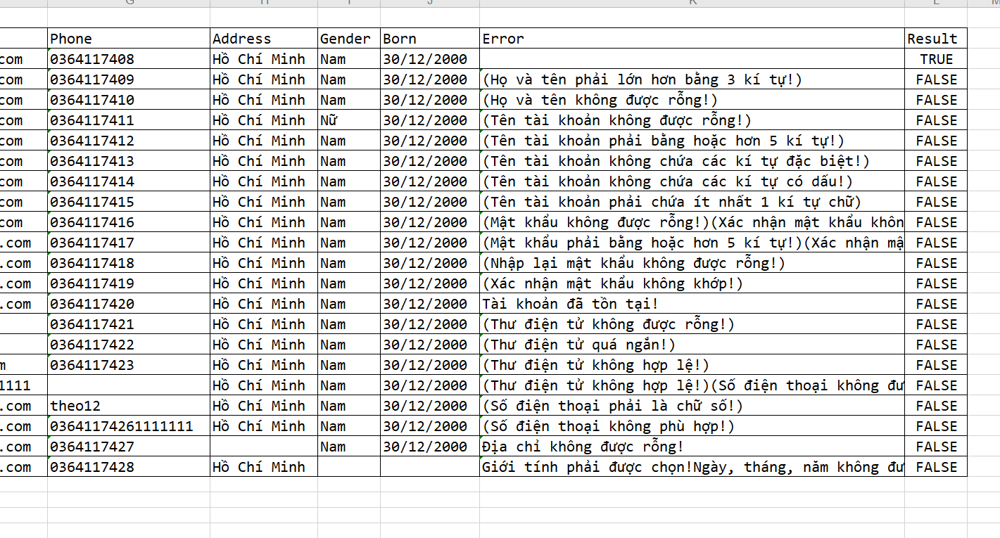 G H I J K L M
Phone Address Gender Born Error Result
com 0364117408 Hồ Chí Minh Nam 30/12/2000 TRUE
com 0364117409 Hồ Chí Minh Nam 30/12/2000 (Họ và tên phải lớn hơn bằng 3 kí tự!) FALSE
com 0364117410 Hồ Chí Minh Nam 30/12/2000 (Họ và tên không được rỗng!) FALSE
com 0364117411 Hồ Chí Minh Nữ 30/12/2000 (Tên tài khoản không được rỗng!) FALSE
com 0364117412 Hồ Chí Minh Nam 30/12/2000 (Tên tài khoản phải bằng hoặc hơn 5 kí tự!) FALSE
com 0364117413 Hồ Chí Minh Nam 30/12/2000 (Tên tài khoản không chứa các kí tự đặc biệt!) FALSE
com 0364117414 Hồ Chí Minh Nam 30/12/2000 (Tên tài khoản không chứa các kí tự có dấu!) FALSE
com 0364117415 Hồ Chí Minh Nam 30/12/2000 (Tên tài khoản phải chứa ít nhất 1 kí tự chữ) FALSE
com 0364117416 Hồ Chí Minh Nam 30/12/2000 (Mật khẩu không được rỗng!)(Xác nhận mật khẩu khôn FALSE
.com 0364117417 Hồ Chí Minh Nam 30/12/2000 (Mật khẩu phải bằng hoặc hơn 5 kí tự!)(Xác nhận mậ FALSE
.com 0364117418 Hồ Chí Minh Nam 30/12/2000 (Nhập lại mật khẩu không được rỗng!) FALSE
.com 0364117419 Hồ Chí Minh Nam 30/12/2000 (Xác nhận mật khẩu không khớp!) FALSE
.com 0364117420 Hồ Chí Minh Nam 30/12/2000 Tài khoản đã tồn tại! FALSE
0364117421 Hồ Chí Minh Nam 30/12/2000 (Thư điện tử không được rỗng!) FALSE
0364117422 Hồ Chí Minh Nam 30/12/2000 (Thư điện tử quá ngắn!) FALSE
m 0364117423 Hồ Chí Minh Nam 30/12/2000 (Thư điện tử không hợp lệ!) FALSE
1111 Hồ Chí Minh Nam 30/12/2000 (Thư điện tử không hợp lệ!)(Số điện thoại không đư FALSE
.com theo12 Hồ Chí Minh Nam 30/12/2000 (Số điện thoại phải là chữ số!) FALSE
.com 03641174261111111 Hồ Chí Minh Nam 30/12/2000 (Số điện thoại không phù hợp!) FALSE
.com 0364117427 Nam 30/12/2000 Địa chỉ không được rỗng! FALSE
.com 0364117428 Hồ Chí Minh Giới tính phải được chọn!Ngày, tháng, năm không đư FALSE